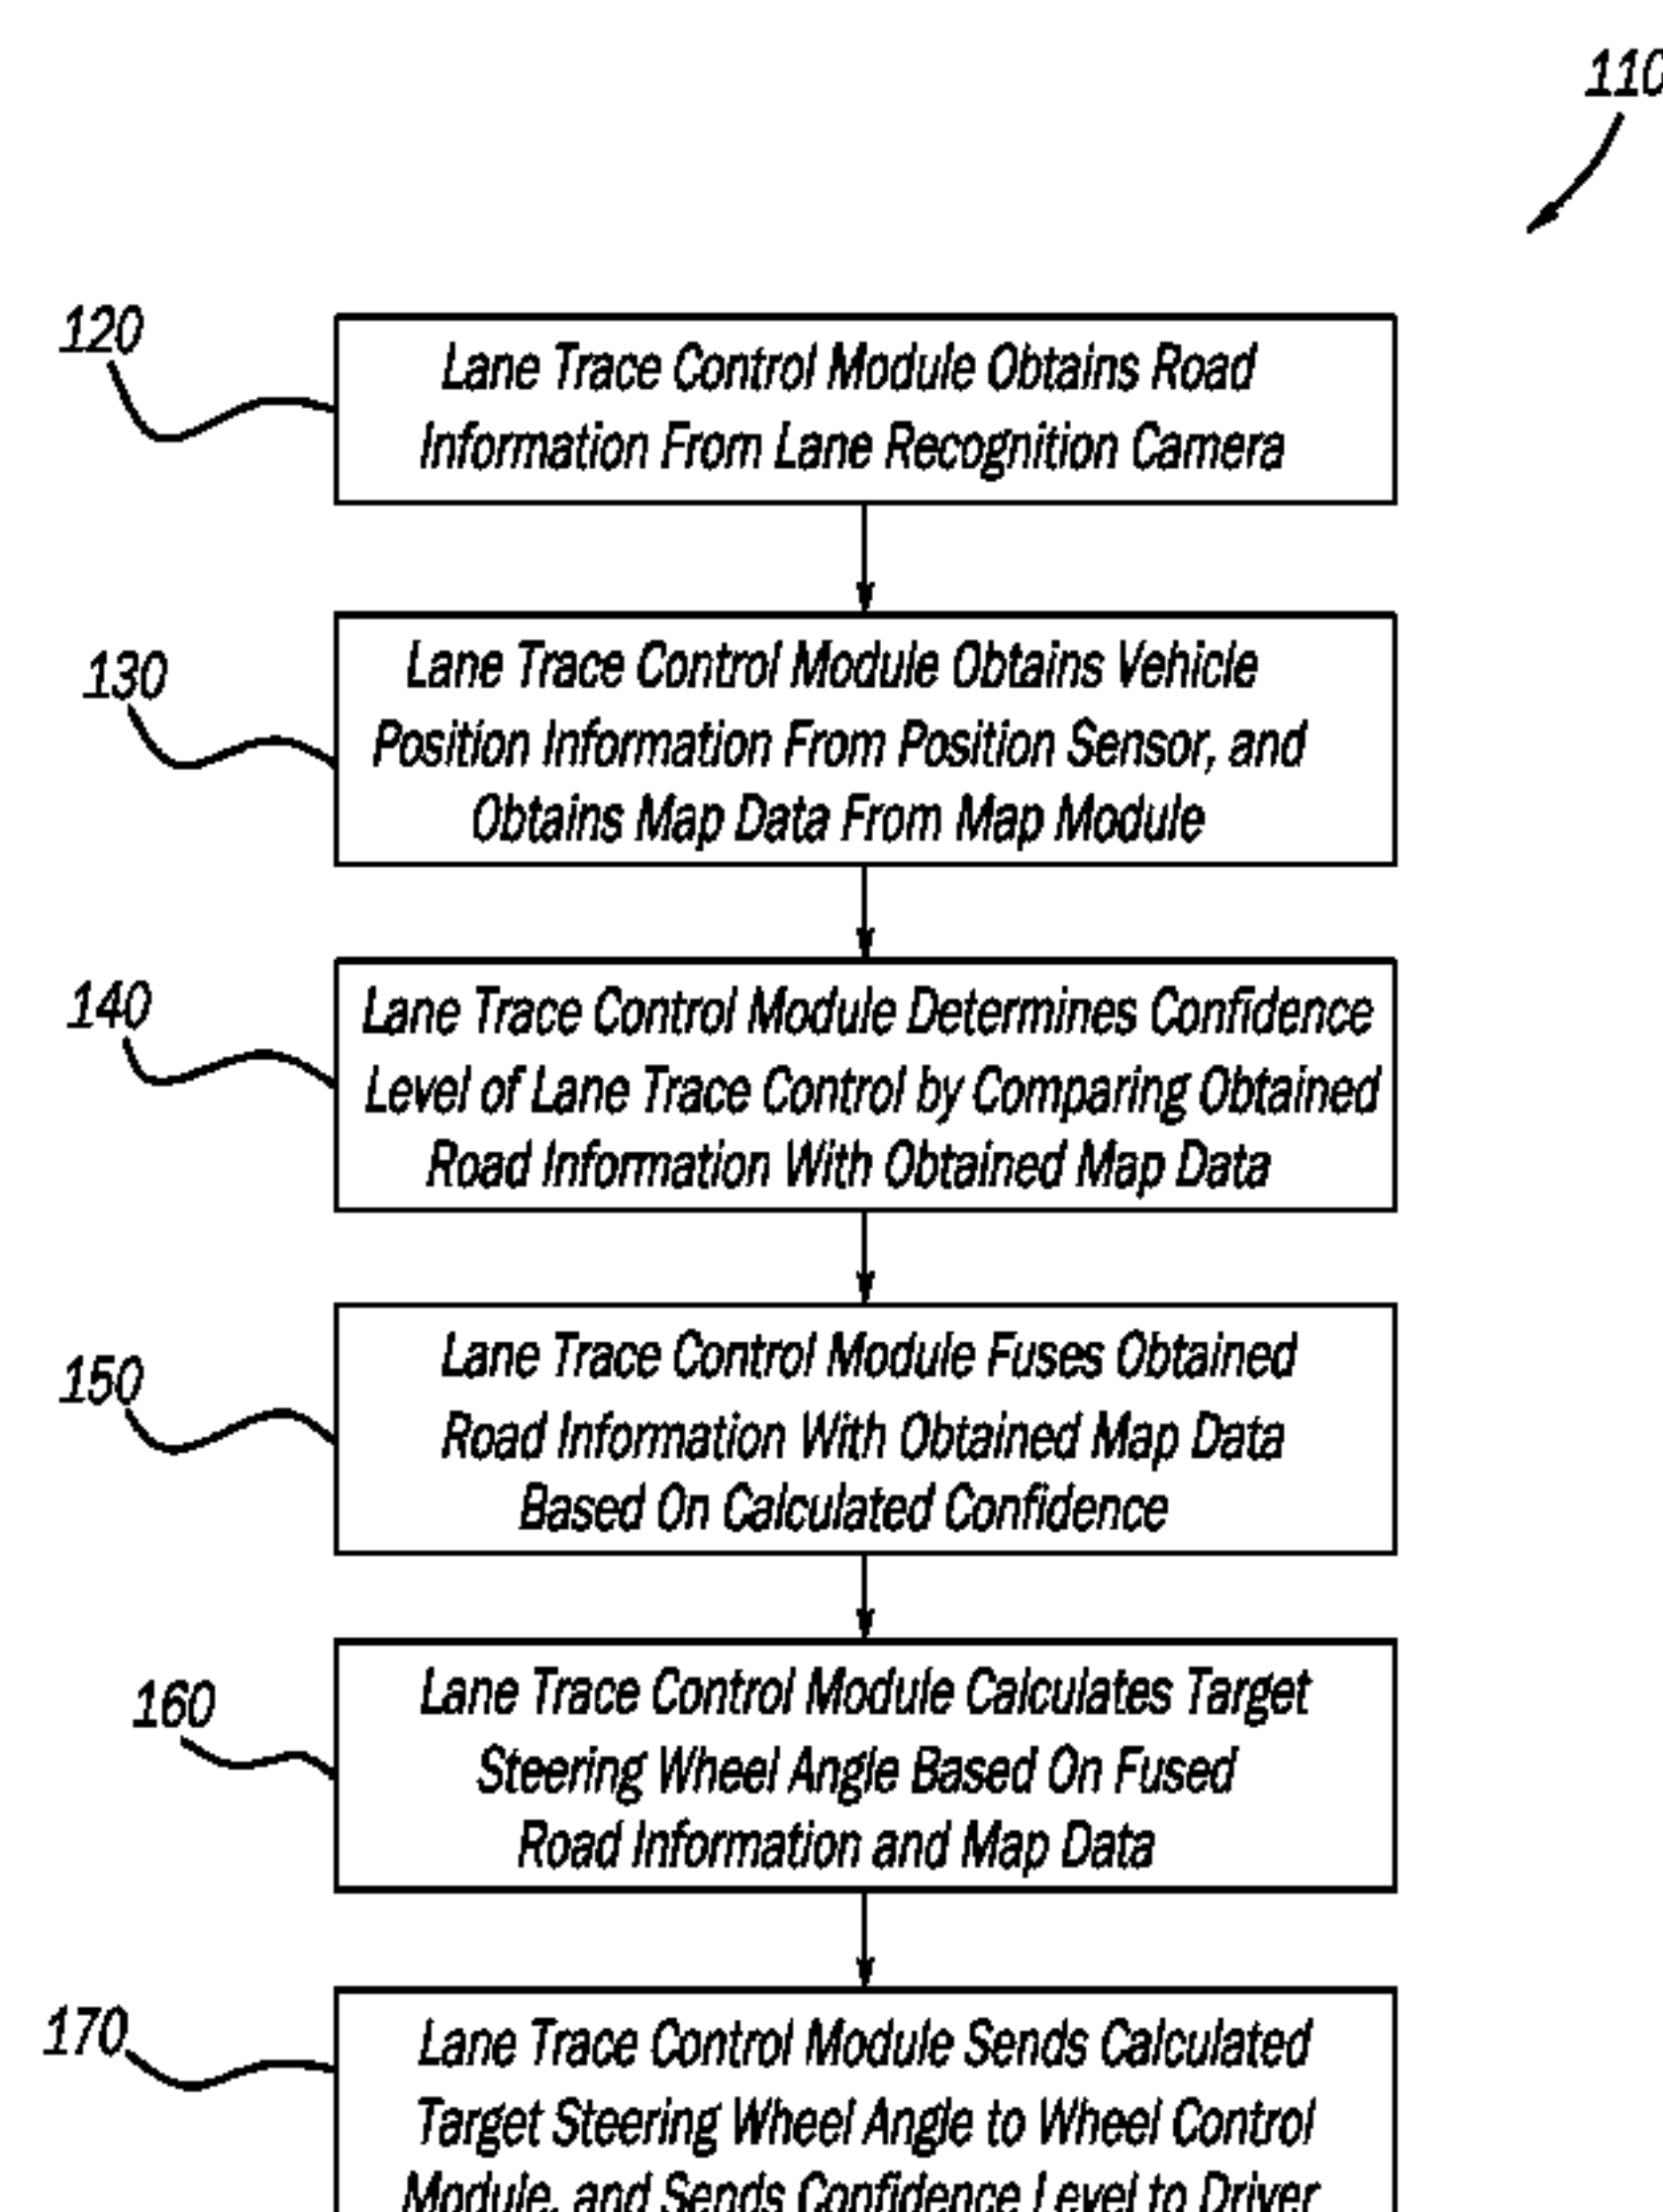 110
120
Lane Trace Control Module Obtains Road
Information From Lane Recognition Camera
130
Lane Trace Control Module Obtains Vehicle
Position Information From Position Sensor, and
Obtains Map Data From Map Module
140
Lane Trace Control Module Determines Confidence
Level of Lane Trace Control by Comparing Obtained
Road Information With Obtained Map Data
150
Lane Trace Control Module Fuses Obtained
Road Information With Obtained Map Data
Based On Calculated Confidence
160
Lane Trace Control Module Calculates Target
Steering Wheel Angle Based On Fused
Road Information and Map Data
170
Lane Trace Control Module Sends Calculated
Target Steering Wheel Angle to Wheel Control
Module, and Sends Confidence Level to Driver